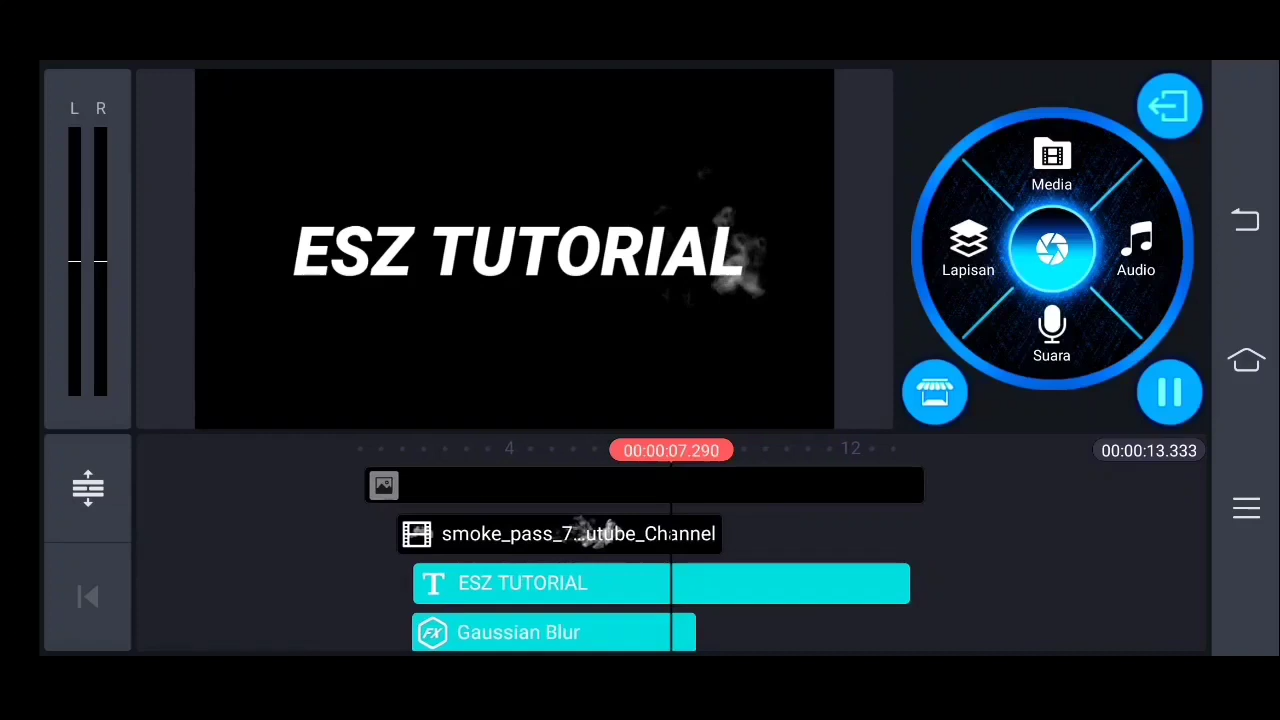 L R
ESZ TUTORIAL
Media
Lapisan
Audio
Suara
4
00:00:07.290
12
00:00:13.333
smoke_pass_7...utube_Channel
T ESZ TUTORIAL
FX Gaussian Blur